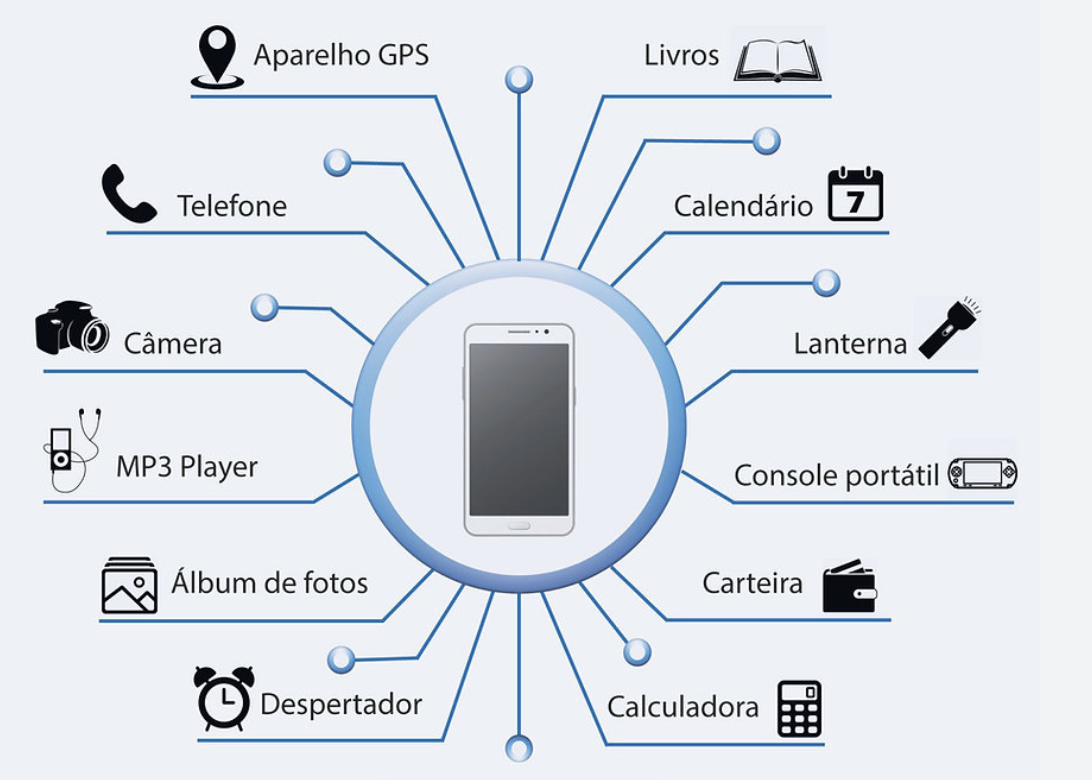 Aparelho GPS
Livros
Telefone
Calendário
7
Câmera
Lanterna
MP3 Player
Console portátil
Álbum de fotos
Carteira
Despertador
Calculadora